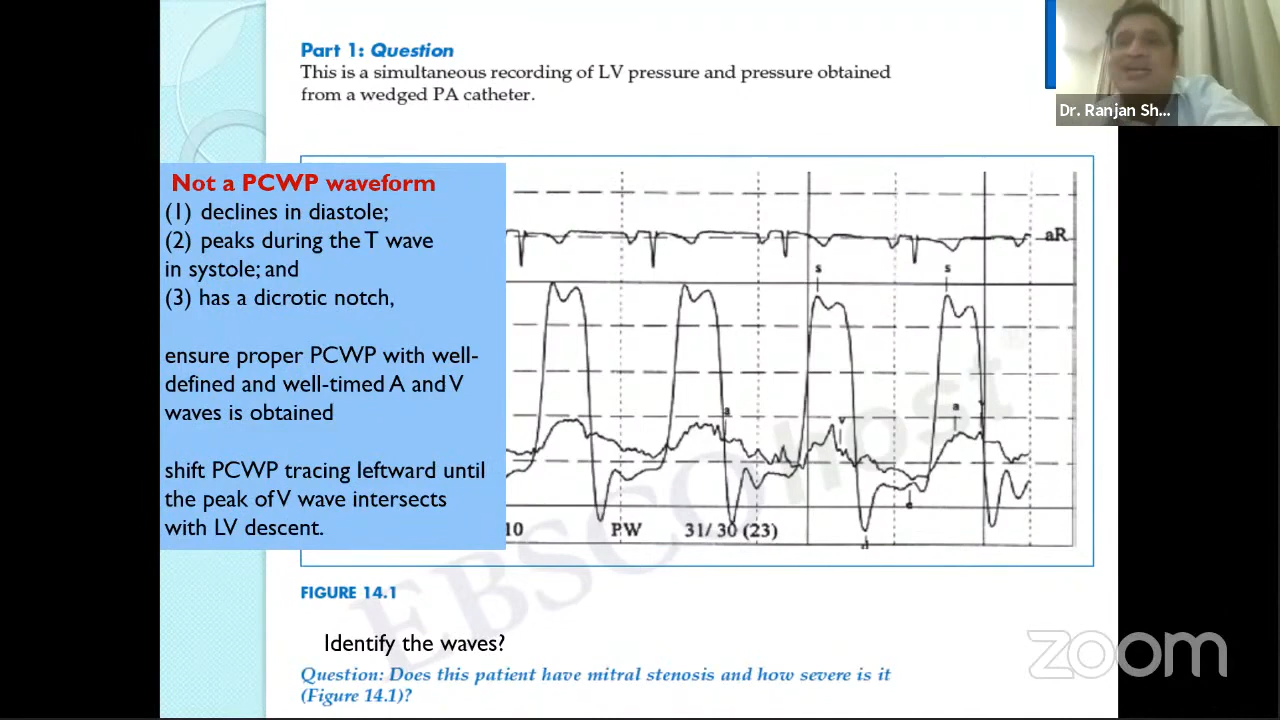 Part 1: Question
This is a simultaneous recording of LV pressure and pressure obtained
from a wedged PA catheter.
Dr. Ranjan Sh...
Not a PCWP waveform
(1) declines in diastole;
(2) peaks during the T wave
in systole; and
(3) has a dicrotic notch,
ensure proper PCWP with well-
defined and well-timed A and V
waves is obtained
shift PCWP tracing leftward until
the peak of V wave intersects
with LV descent.
aR
s
s
a
v
a
e
d
10 PW 31/ 30 (23)
EBSCOhost
FIGURE 14.1
Identify the waves?
Question: Does this patient have mitral stenosis and how severe is it
(Figure 14.1)?
zoom